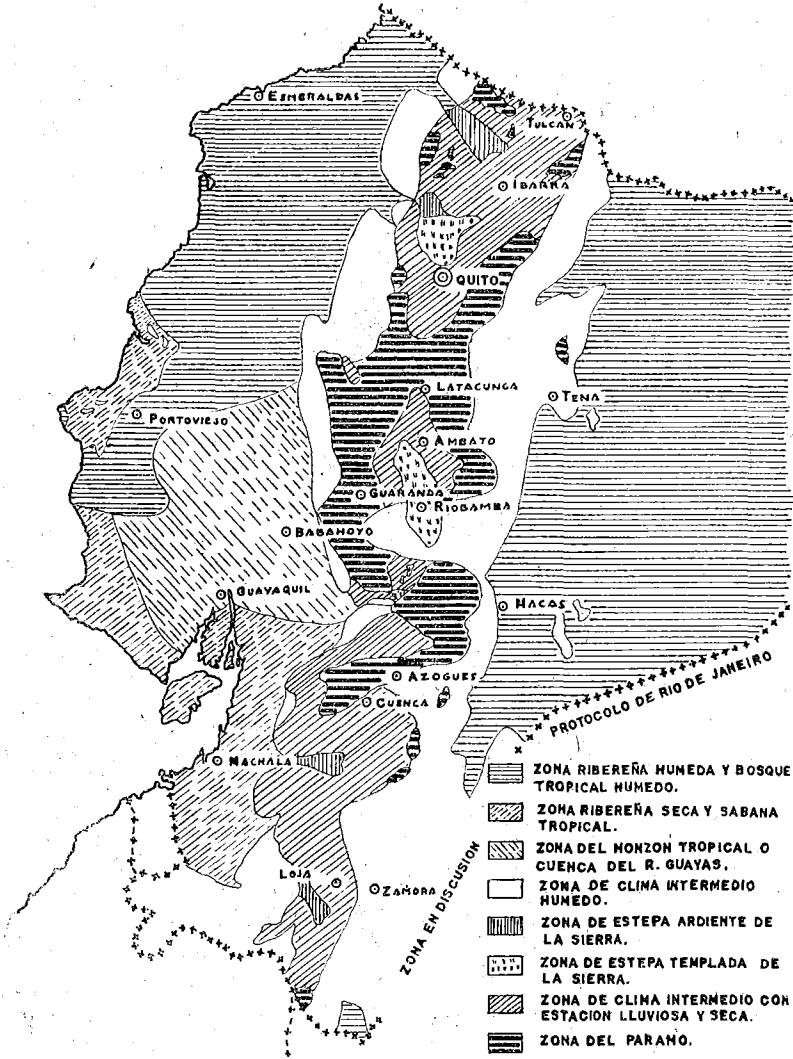 ESMERALDAS
TULCAN
IBARRA
QUITO
LATACUNGA
TENA
PORTOVIEJO
AMBATO
GUARANDA
RIOBAMBA
BABAHOYO
GUAYAQUIL
MACAS
AZOGUES
CUENCA
PROTOCOLO DE RIO DE JANEIRO
MACHALA
LOJA
ZAMORA
ZONA EN DISCUSION
ZONA RIBEREÑA HUMEDA Y BOSQUE
TROPICAL HUMEDO.
ZONA RIBEREÑA SECA Y SABANA
TROPICAL.
ZONA DEL MONZON TROPICAL O
CUENCA DEL R. GUAYAS.
ZONA DE CLIMA INTERMEDIO
HUMEDO.
ZONA DE ESTEPA ARDIENTE DE
LA SIERRA.
ZONA DE ESTEPA TEMPLADA DE
LA SIERRA.
ZONA DE CLIMA INTERMEDIO CON
ESTACION LLUVIOSA Y SECA.
ZONA DEL PARAMO.